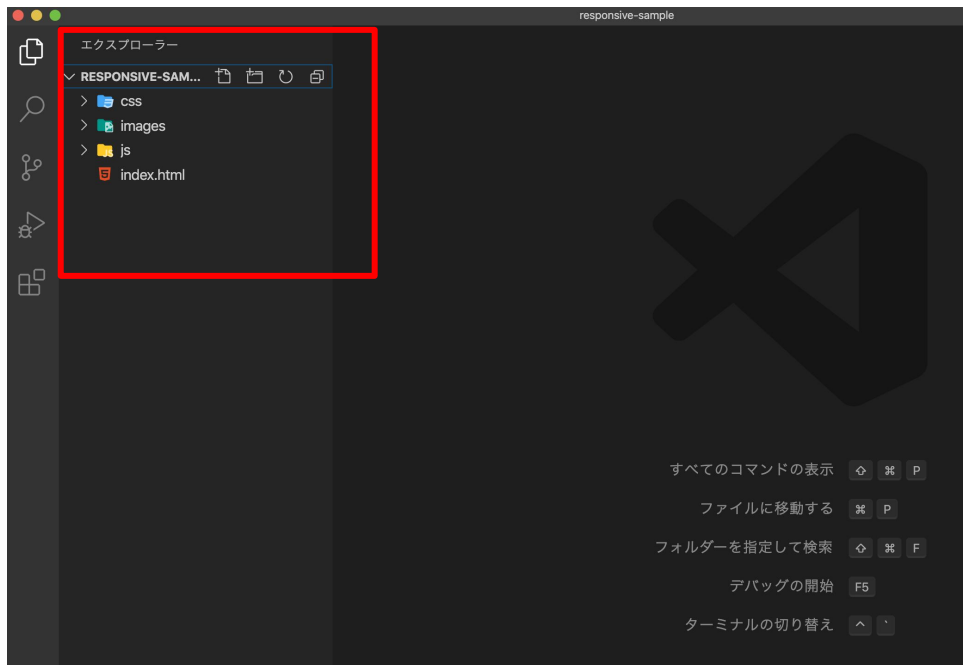 responsive-sample
エクスプローラー
RESPONSIVE-SAM...
css
images
js
index.html
すべてのコマンドの表示 ⇧ ⌘ P
ファイルに移動する ⌘ P
フォルダーを指定して検索 ⇧ ⌘ F
デバッグの開始 F5
ターミナルの切り替え ^ `